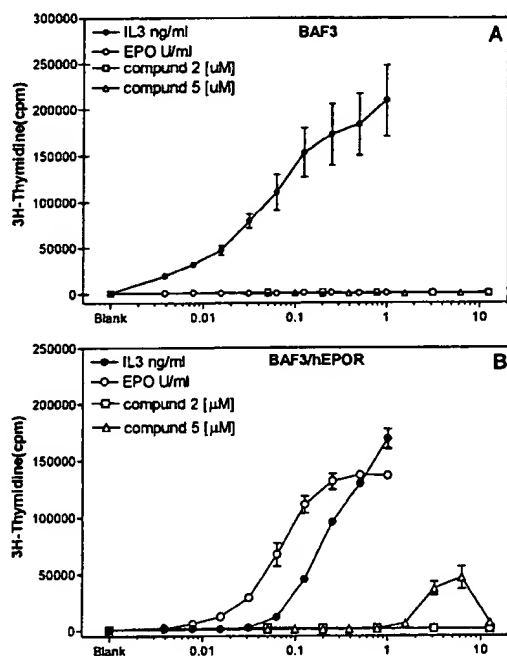 BAF3
A
IL3 ng/ml
EPO U/ml
compund 2 [uM]
compund 5 [uM]
3H-Thymidine(cpm)
300000
250000
200000
150000
100000
50000
0
Blank
0.01
0.1
1
10
BAF3/hEPOR
B
IL3 ng/ml
EPO U/ml
compund 2 [µM]
compund 5 [µM]
3H-Thymidine(cpm)
250000
200000
150000
100000
50000
0
Blank
0.01
0.1
1
10